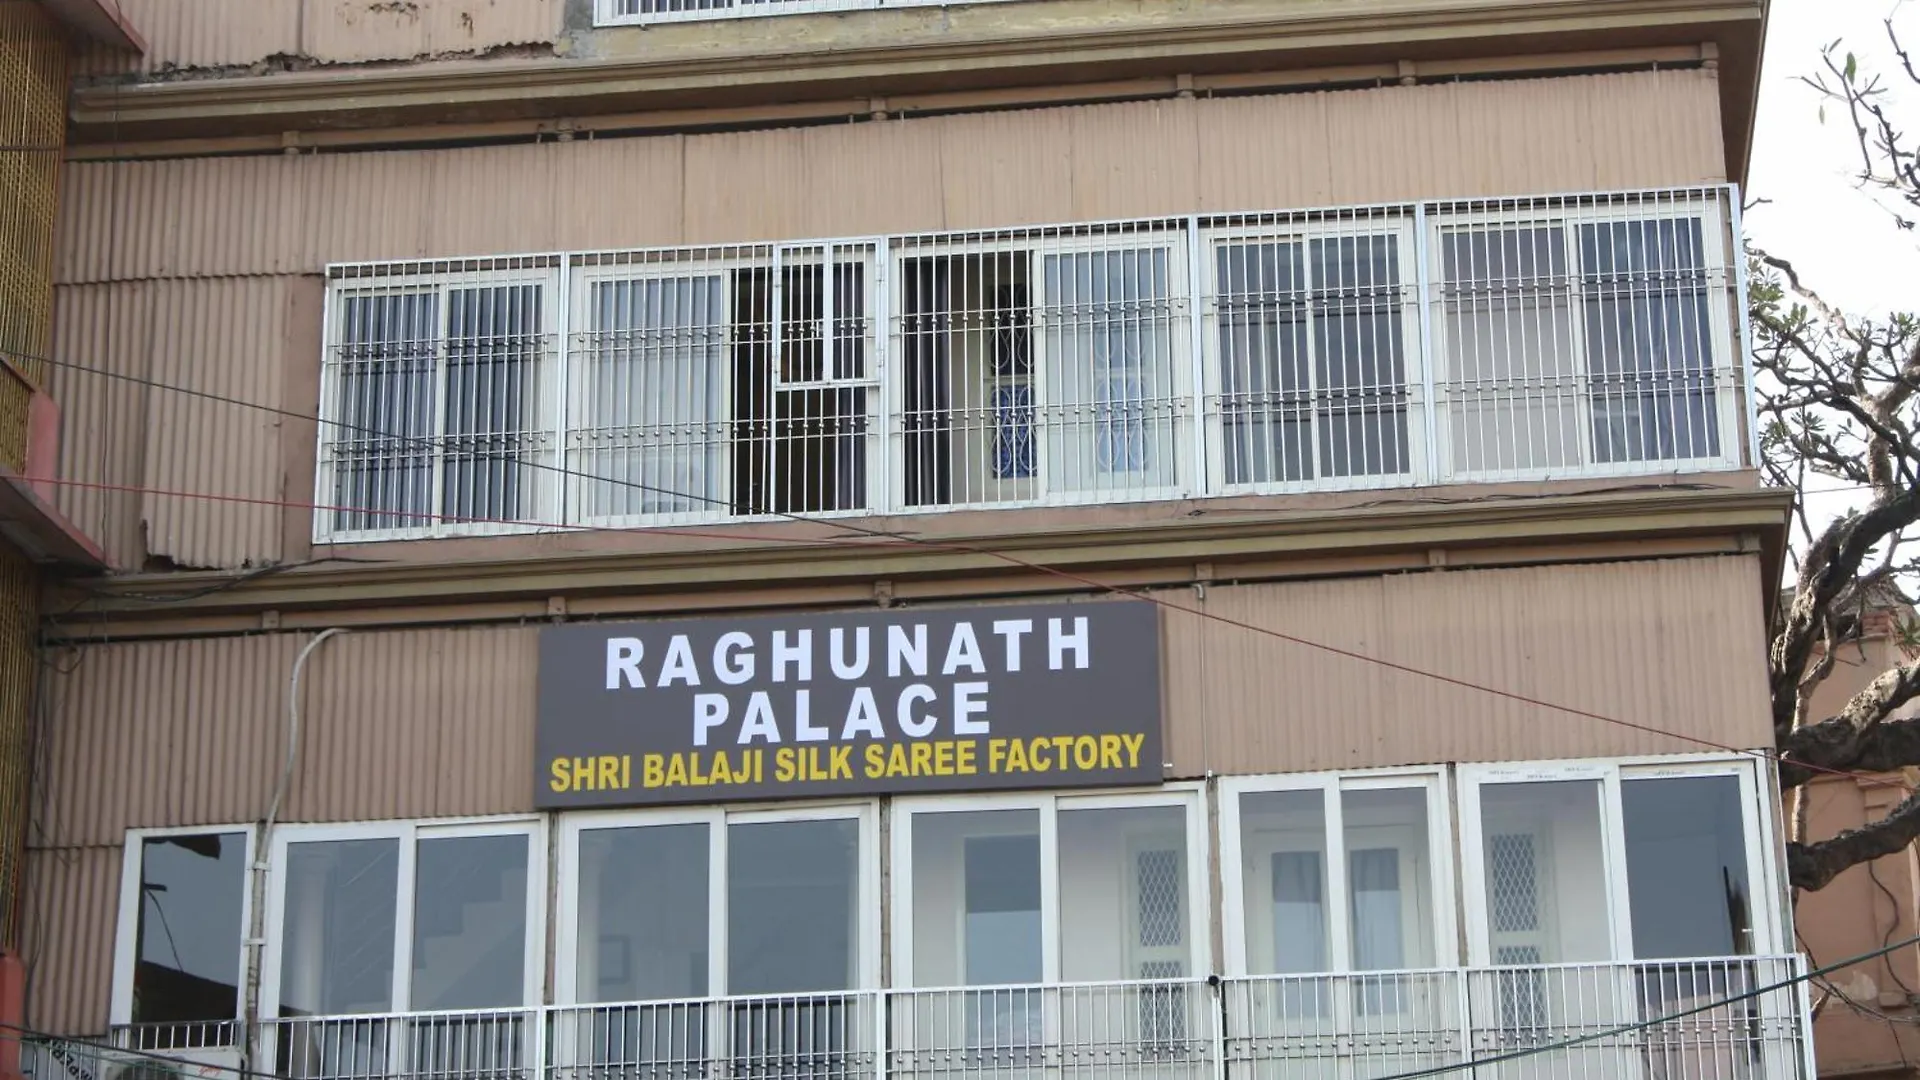 RAGHUNATH
PALACE
SHRI BALAJI SILK SAREE FACTORY